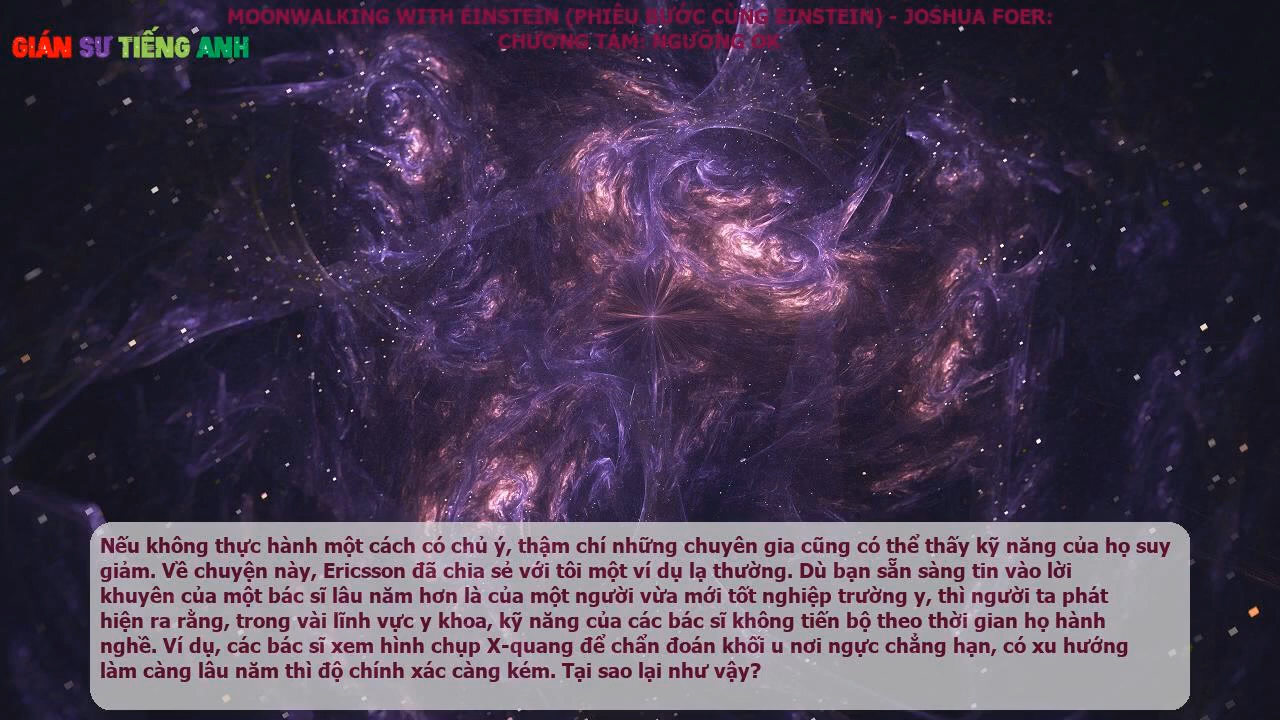 MOONWALKING WITH EINSTEIN (PHIÊU BƯỚC CÙNG EINSTEIN) - JOSHUA FOER:
CHƯƠNG TÁM: NGƯỠNG OK
GIÁN SƯ TIẾNG ANH
Nếu không thực hành một cách có chủ ý, thậm chí những chuyên gia cũng có thể thấy kỹ năng của họ suy
giảm. Về chuyện này, Ericsson đã chia sẻ với tôi một ví dụ lạ thường. Dù bạn sẵn sàng tin vào lời
khuyên của một bác sĩ lâu năm hơn là của một người vừa mới tốt nghiệp trường y, thì người ta phát
hiện ra rằng, trong vài lĩnh vực y khoa, kỹ năng của các bác sĩ không tiến bộ theo thời gian họ hành
nghề. Ví dụ, các bác sĩ xem hình chụp X-quang để chẩn đoán khối u nơi ngực chẳng hạn, có xu hướng
làm càng lâu năm thì độ chính xác càng kém. Tại sao lại như vậy?